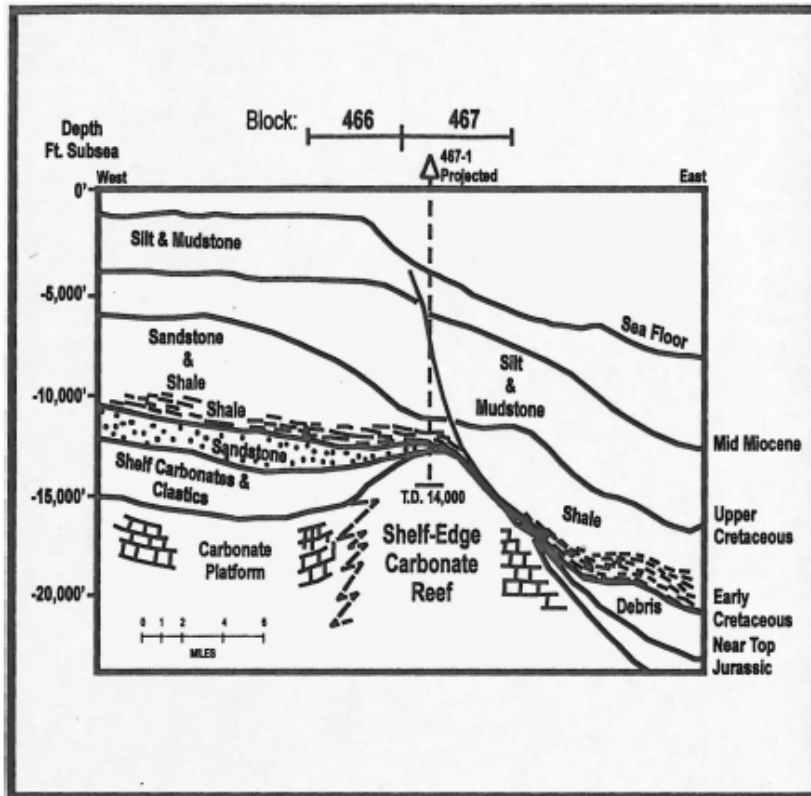 Block:
466
467
Depth
Ft. Subsea
467-1
Projected
West
East
0'
-5,000'
-10,000'
-15,000'
-20,000'
Silt & Mudstone
Sea Floor
Sandstone
&
Shale
Silt
&
Mudstone
Shale
Mid Miocene
Sandstone
Shelf Carbonates &
Clastics
T.D. 14,000
Shale
Upper
Cretaceous
Carbonate
Platform
Shelf-Edge
Carbonate
Reef
Debris
Early
Cretaceous
Near Top
Jurassic
0 1 2 4 6
MILES